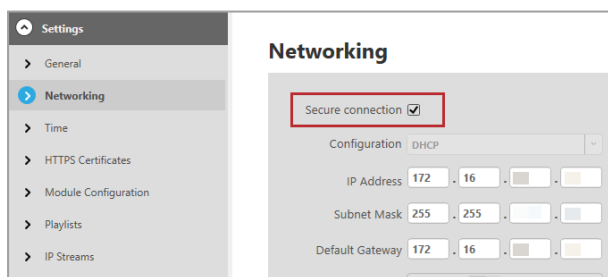 Settings
General
Networking
Time
HTTPS Certificates
Module Configuration
Playlists
IP Streams
Networking
Secure connection
Configuration DHCP
IP Address 172 . 16 . .
Subnet Mask 255 . 255 . .
Default Gateway 172 . 16 . .